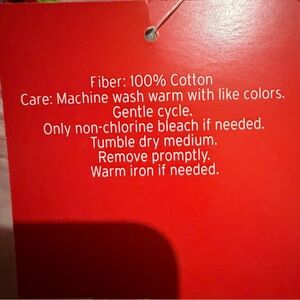 Fiber: 100% Cotton
Care: Machine wash warm with like colors.
Gentle cycle.
Only non-chlorine bleach if needed.
Tumble dry medium.
Remove promptly.
Warm iron if needed.